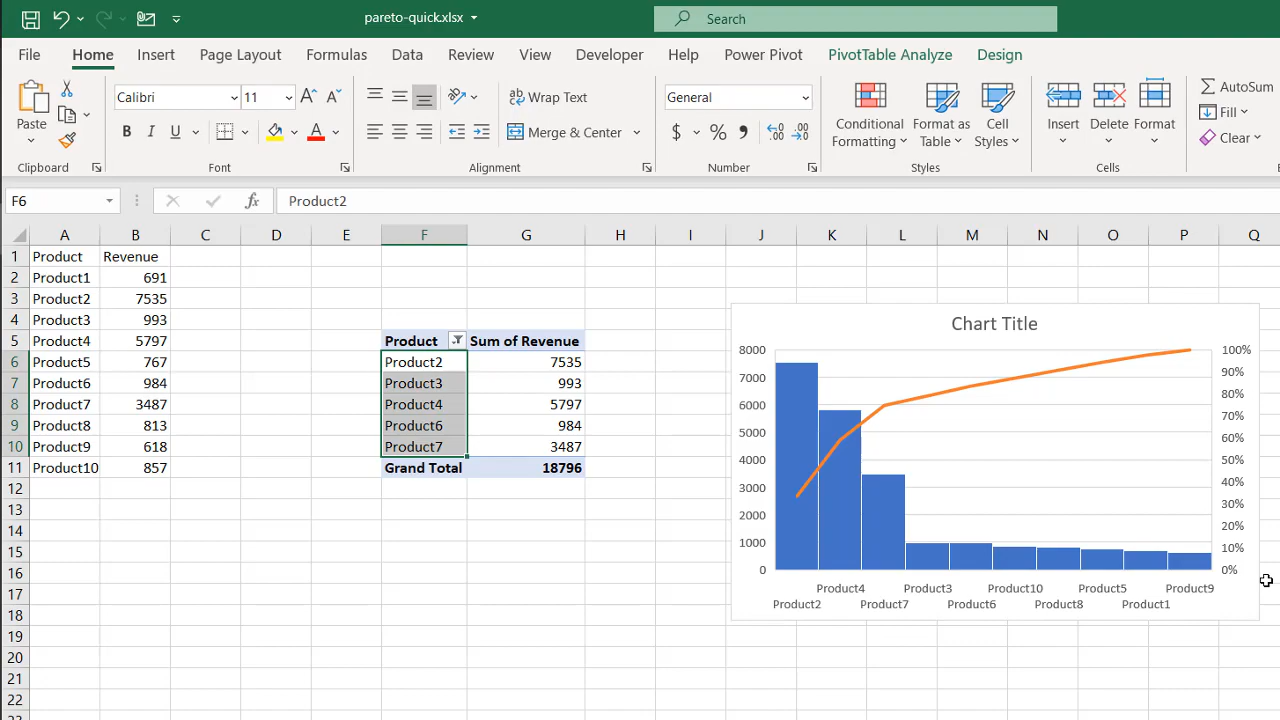 pareto-quick.xlsx
Search
File Home Insert Page Layout Formulas Data Review View Developer Help Power Pivot PivotTable Analyze Design
Paste
Clipboard
Calibri 11
B I U
Font
Wrap Text
Merge & Center
Alignment
General
$ % ,
Number
Conditional Formatting
Format as Table
Cell Styles
Styles
Insert Delete Format
Cells
AutoSum
Fill
Clear
F6 fx Product2
A B C D E F G H I J K L M N O P Q
1 Product Revenue
2 Product1 691
3 Product2 7535
4 Product3 993
5 Product4 5797 Product Sum of Revenue
6 Product5 767 Product2 7535
7 Product6 984 Product3 993
8 Product7 3487 Product4 5797
9 Product8 813 Product6 984
10 Product9 618 Product7 3487
11 Product10 857 Grand Total 18796
12
13
14
15
16
17
18
19
20
21
22
Chart Title
8000 100%
7000 90%
6000 80%
5000 70%
4000 60%
3000 50%
2000 40%
1000 30%
0 20%
10%
0%
Product4 Product3 Product10 Product5 Product9
Product2 Product7 Product6 Product8 Product1